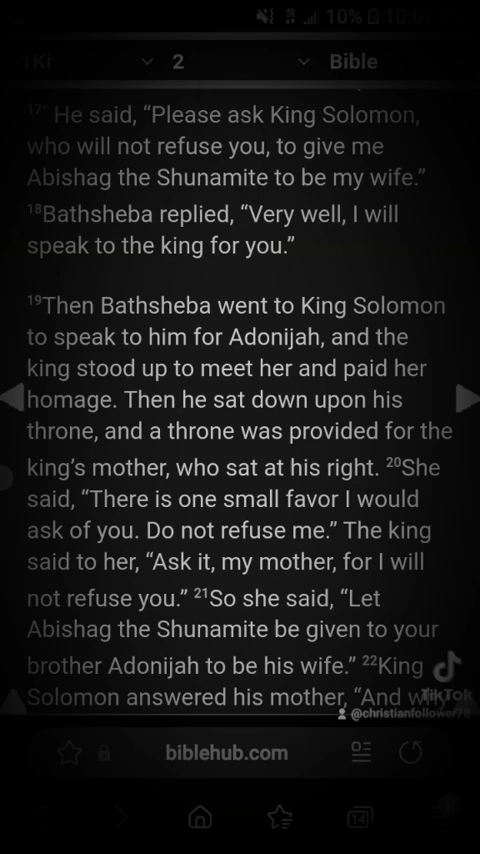 10% 10:07
1Ki 2 Bible
17 He said, “Please ask King Solomon,
who will not refuse you, to give me
Abishag the Shunamite to be my wife.”
18Bathsheba replied, “Very well, I will
speak to the king for you.”
19Then Bathsheba went to King Solomon
to speak to him for Adonijah, and the
king stood up to meet her and paid her
homage. Then he sat down upon his
throne, and a throne was provided for the
king’s mother, who sat at his right. 20She
said, “There is one small favor I would
ask of you. Do not refuse me.” The king
said to her, “Ask it, my mother, for I will
not refuse you.” 21So she said, “Let
Abishag the Shunamite be given to your
brother Adonijah to be his wife.” 22King
Solomon answered his mother, “And why
TikTok
@christianfollower78
biblehub.com
14